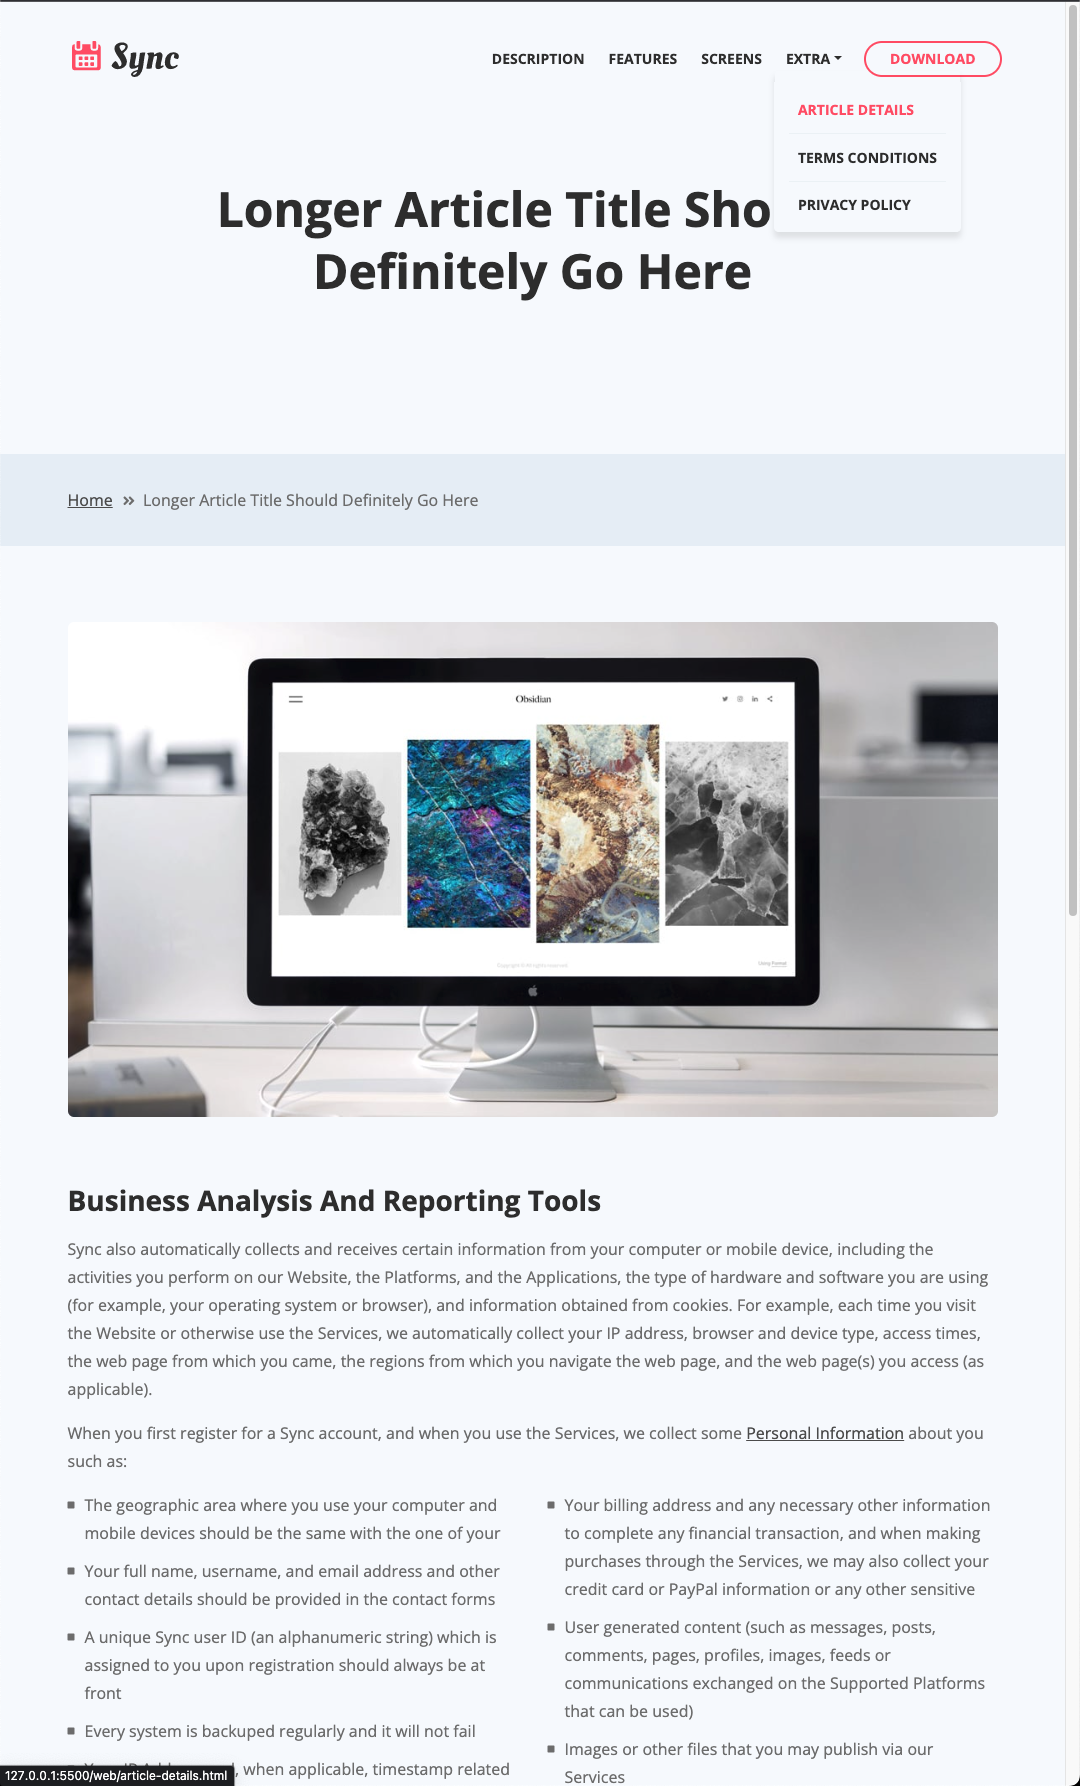 Sync
DESCRIPTION
FEATURES
SCREENS
EXTRA
DOWNLOAD
ARTICLE DETAILS
TERMS CONDITIONS
PRIVACY POLICY
Longer Article Title Sho
Definitely Go Here
Home » Longer Article Title Should Definitely Go Here
Obsidian
Business Analysis And Reporting Tools
Sync also automatically collects and receives certain information from your computer or mobile device, including the
activities you perform on our Website, the Platforms, and the Applications, the type of hardware and software you are using
(for example, your operating system or browser), and information obtained from cookies. For example, each time you visit
the Website or otherwise use the Services, we automatically collect your IP address, browser and device type, access times,
the web page from which you came, the regions from which you navigate the web page, and the web page(s) you access (as
applicable).
When you first register for a Sync account, and when you use the Services, we collect some Personal Information about you
such as:
The geographic area where you use your computer and
mobile devices should be the same with the one of your
Your full name, username, and email address and other
contact details should be provided in the contact forms
A unique Sync user ID (an alphanumeric string) which is
assigned to you upon registration should always be at
front
Every system is backuped regularly and it will not fail
, when applicable, timestamp related
Your billing address and any necessary other information
to complete any financial transaction, and when making
purchases through the Services, we may also collect your
credit card or PayPal information or any other sensitive
User generated content (such as messages, posts,
comments, pages, profiles, images, feeds or
communications exchanged on the Supported Platforms
that can be used)
Images or other files that you may publish via our
Services
127.0.0.1:5500/web/article-details.html